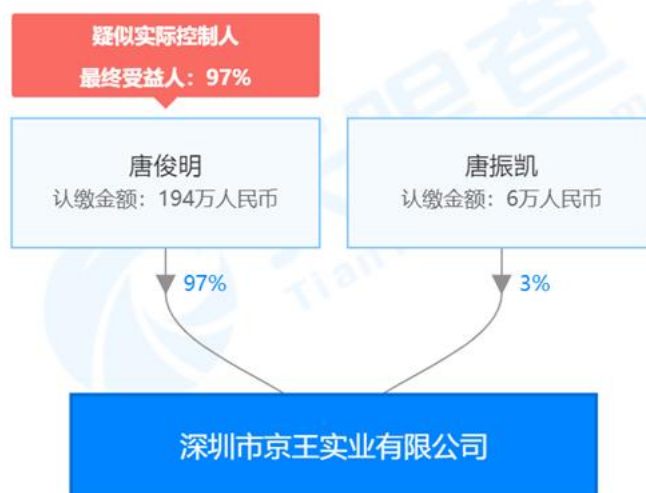 疑似实际控制人
最终受益人：97%
唐俊明
认缴金额：194万人民币
唐振凯
认缴金额：6万人民币
97%
3%
深圳市京王实业有限公司